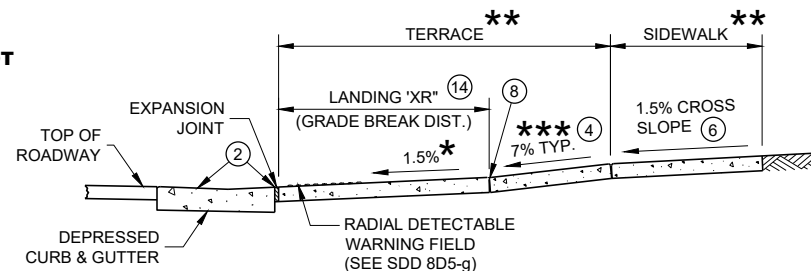 T
TERRACE **
SIDEWALK **
LANDING 'XR" 14
(GRADE BREAK DIST.)
8
EXPANSION
JOINT
1.5% CROSS
SLOPE 6
*** 4
7% TYP.
TOP OF
ROADWAY
2
1.5%*
DEPRESSED
CURB & GUTTER
RADIAL DETECTABLE
WARNING FIELD
(SEE SDD 8D5-g)